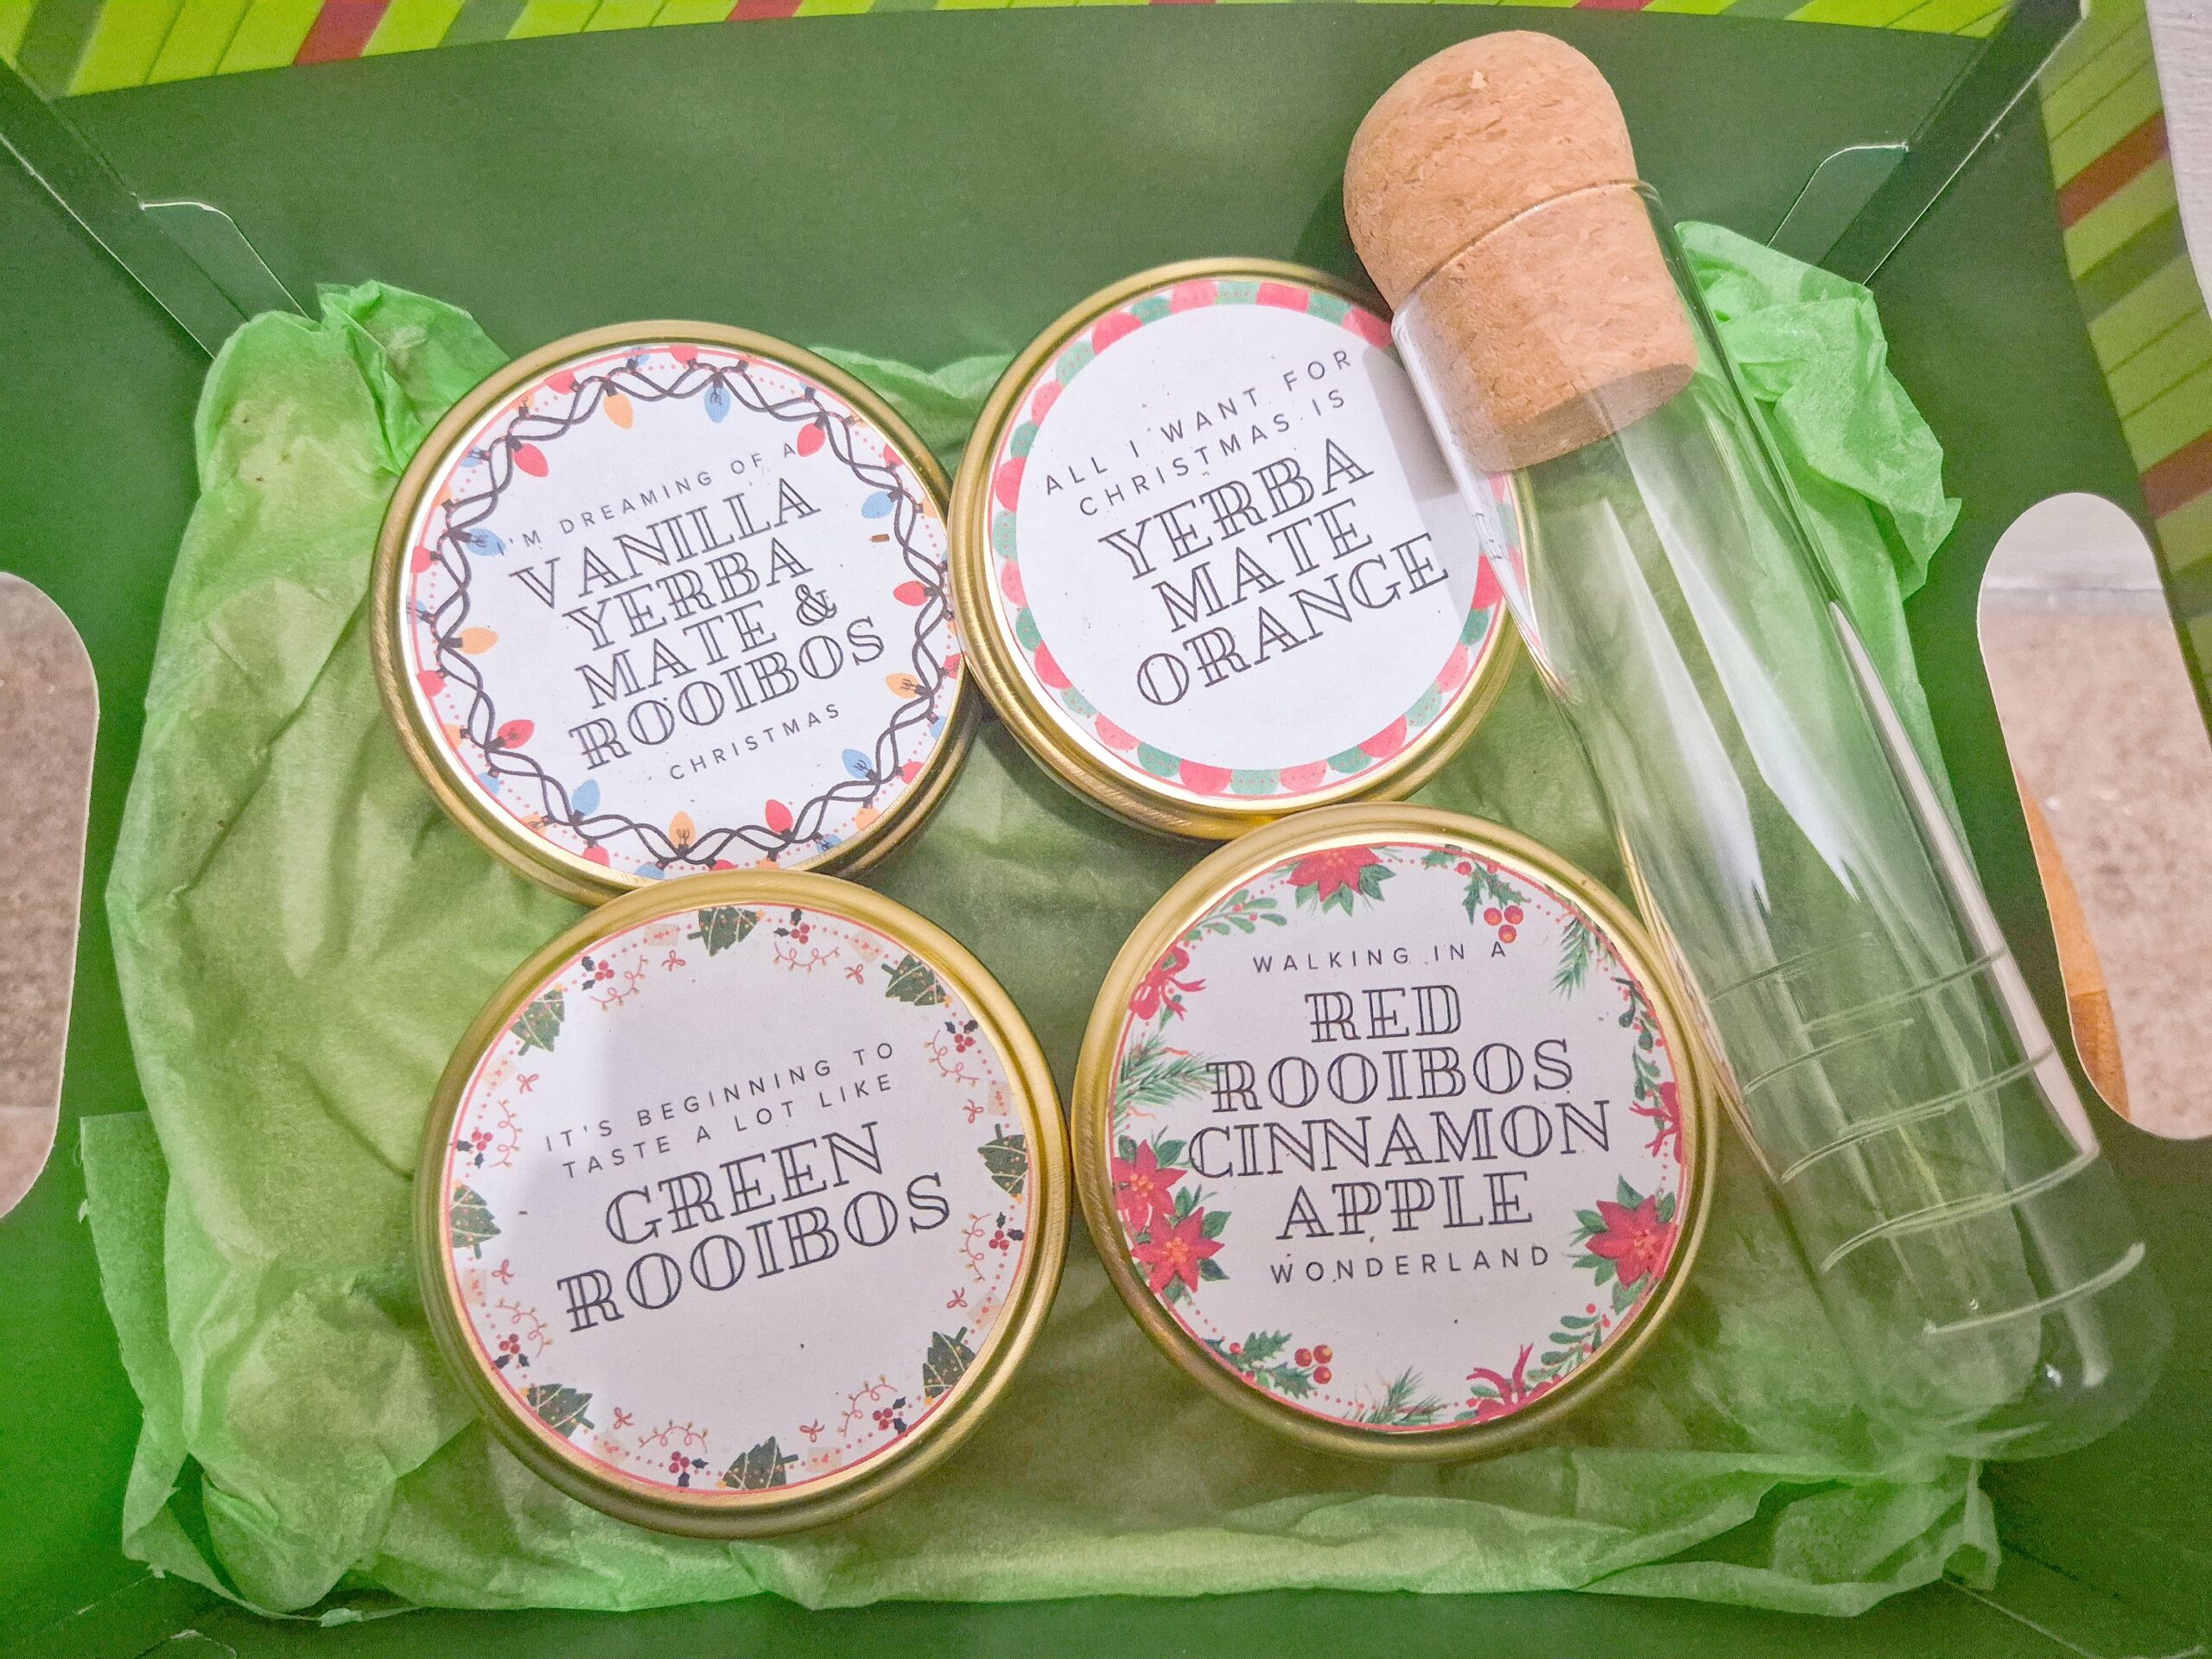 I'M DREAMING OF A
VANILLA
YERBA
MATE &
ROOIBOS
CHRISTMAS
ALL I WANT FOR
CHRISTMAS IS
YERBA
MATE
ORANGE
IT'S BEGINNING TO
TASTE A LOT LIKE
GREEN
ROOIBOS
WALKING IN A
RED
ROOIBOS
CINNAMON
APPLE
WONDERLAND